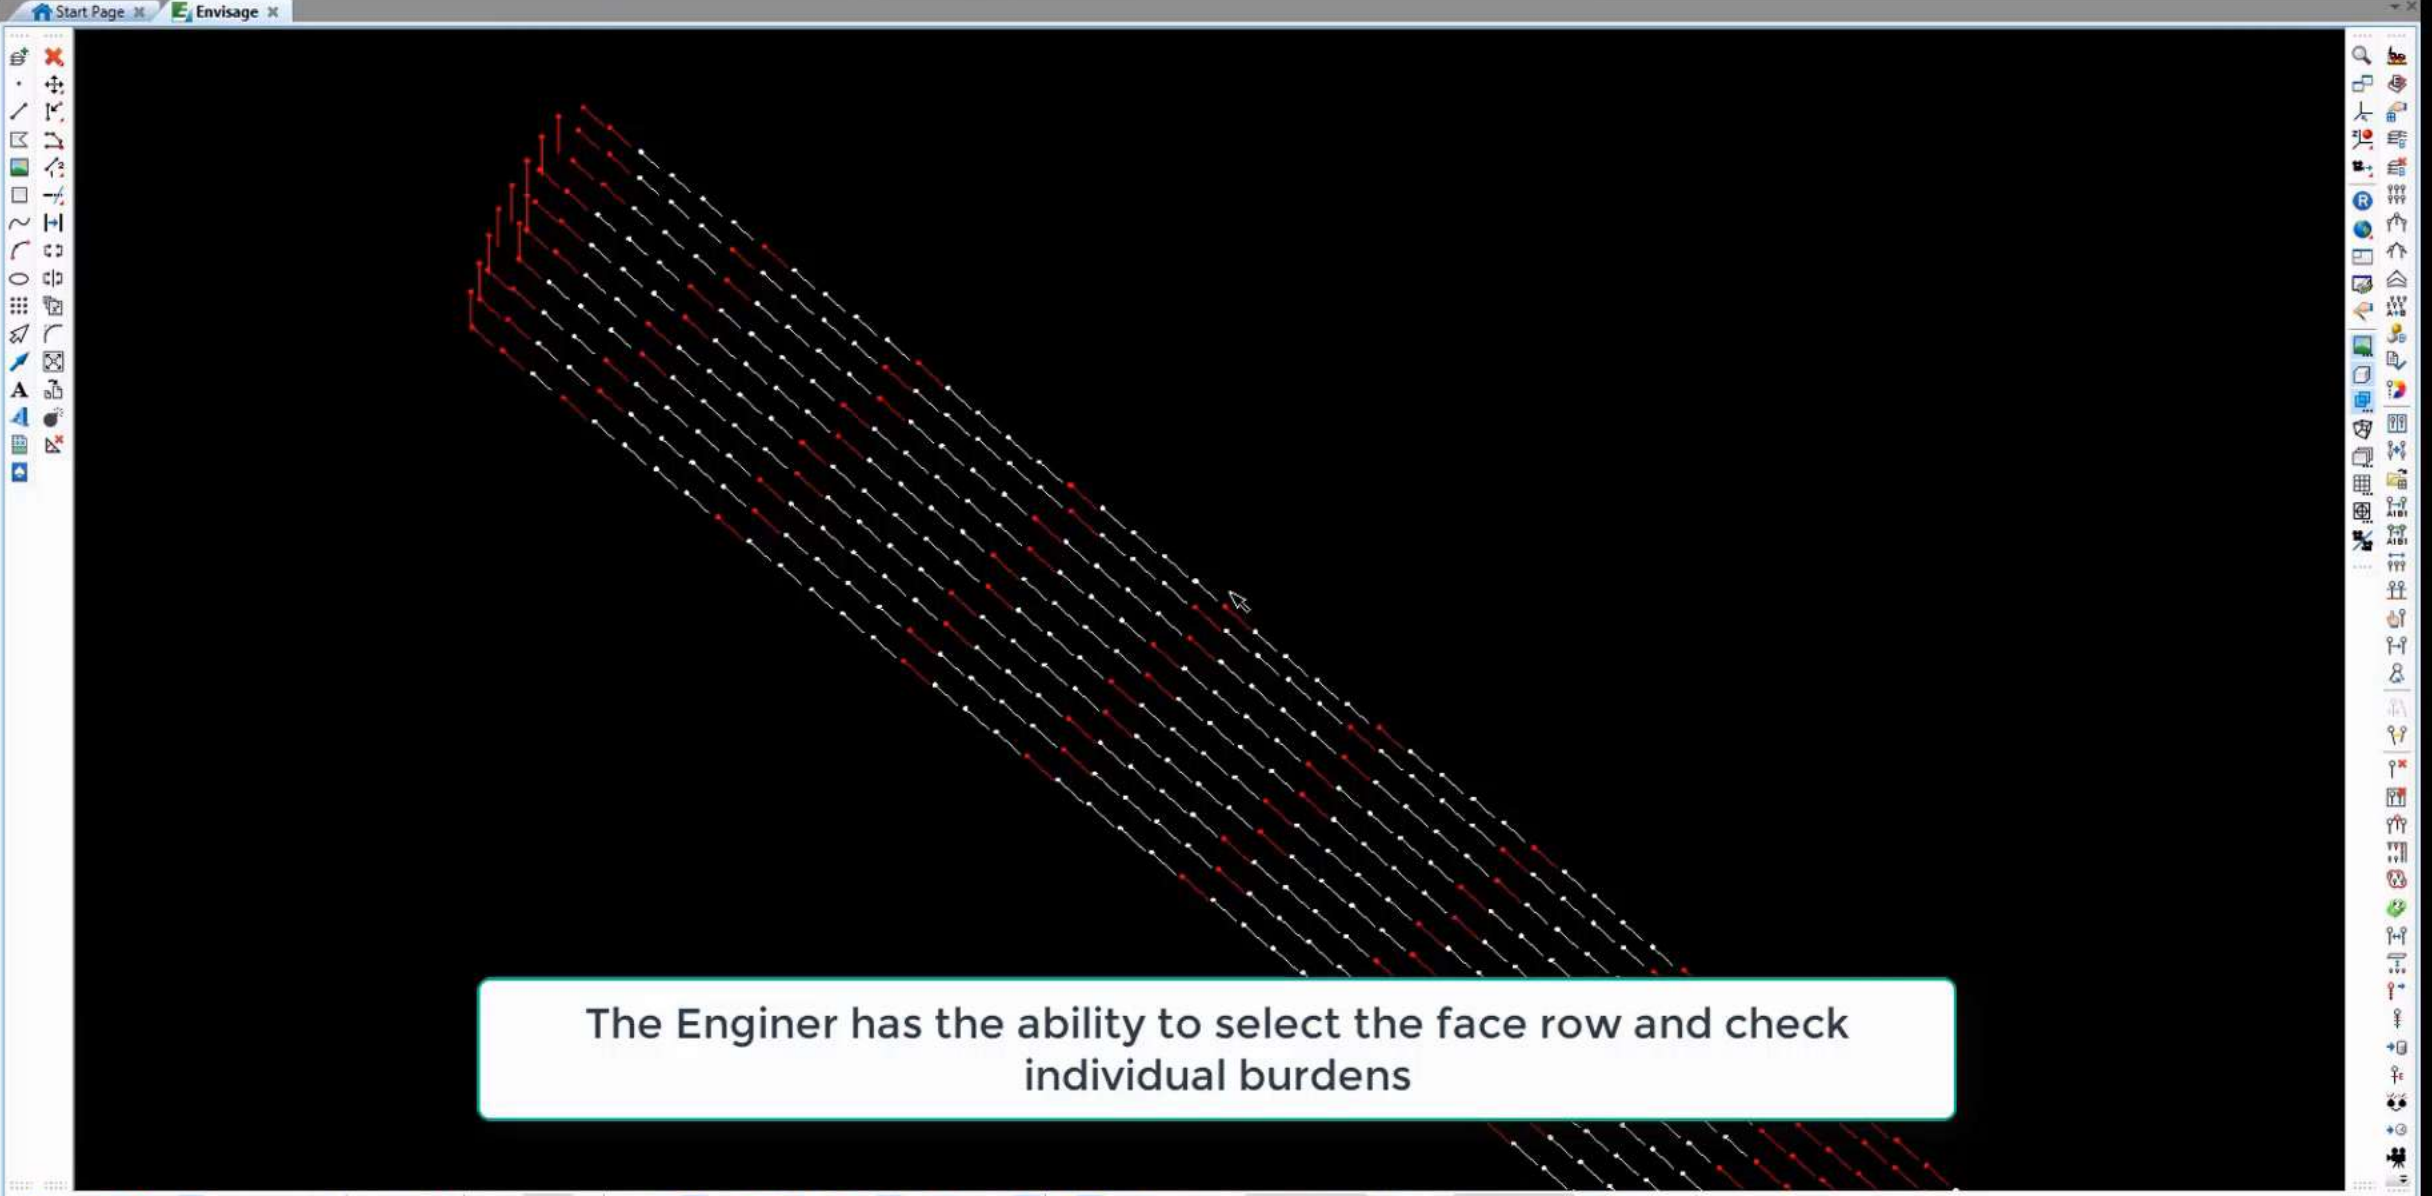 Start Page
Envisage
The Enginer has the ability to select the face row and check
individual burdens